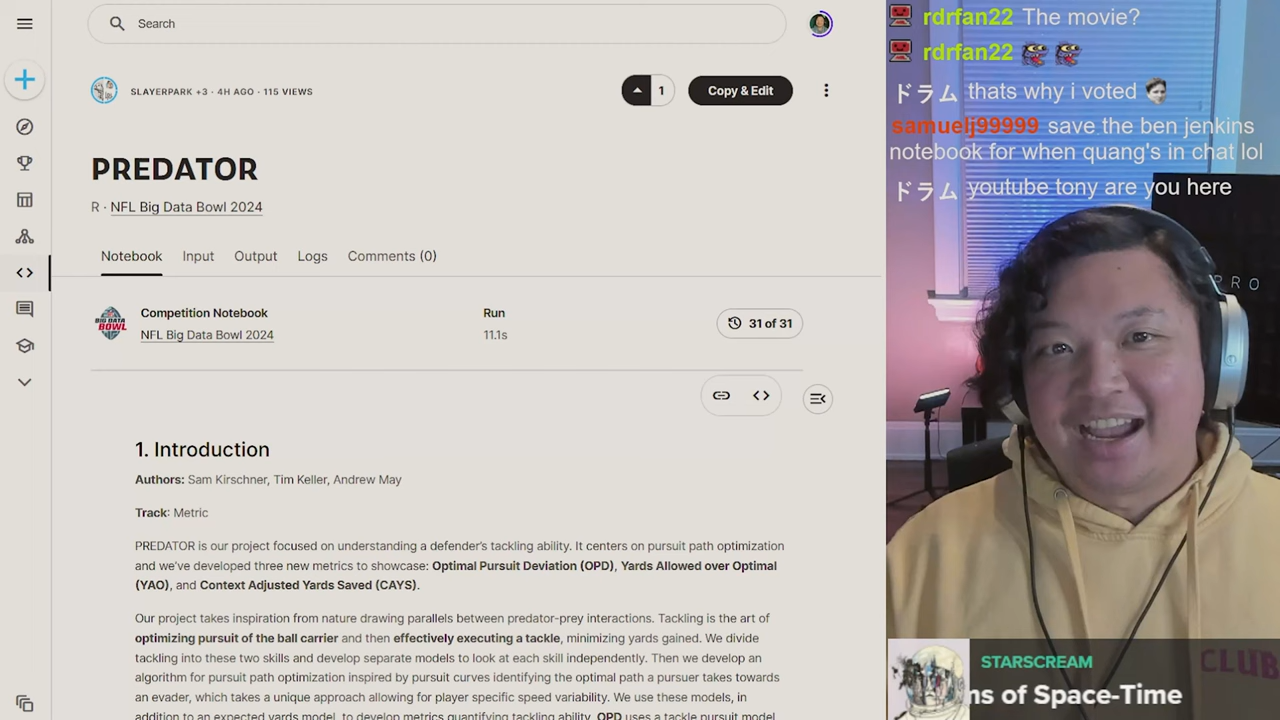 Search
SLAYERPARK +3 · 4H AGO · 115 VIEWS
1
Copy & Edit
PREDATOR
R · NFL Big Data Bowl 2024
Notebook Input Output Logs Comments (0)
BIG DATA
BOWL
Competition Notebook
NFL Big Data Bowl 2024
Run
11.1s
31 of 31
1. Introduction
Authors: Sam Kirschner, Tim Keller, Andrew May
Track: Metric
PREDATOR is our project focused on understanding a defender's tackling ability. It centers on pursuit path optimization
and we've developed three new metrics to showcase: Optimal Pursuit Deviation (OPD), Yards Allowed over Optimal
(YAO), and Context Adjusted Yards Saved (CAYS).
Our project takes inspiration from nature drawing parallels between predator-prey interactions. Tackling is the art of
optimizing pursuit of the ball carrier and then effectively executing a tackle, minimizing yards gained. We divide
tackling into these two skills and develop separate models to look at each skill independently. Then we develop an
algorithm for pursuit path optimization inspired by pursuit curves identifying the optimal path a pursuer takes towards
an evader, which takes a unique approach allowing for player specific speed variability. We use these models, in
addition to an expected yards model, to develop metrics quantifying tackling ability. OPD uses a tackle pursuit model
rdrfan22 The movie?
rdrfan22
ドラム thats why i voted
samuelj99999 save the ben jenkins
notebook for when quang's in chat lol
ドラム youtube tony are you here
PRO
STARSCREAM
ns of Space-Time
CLUB